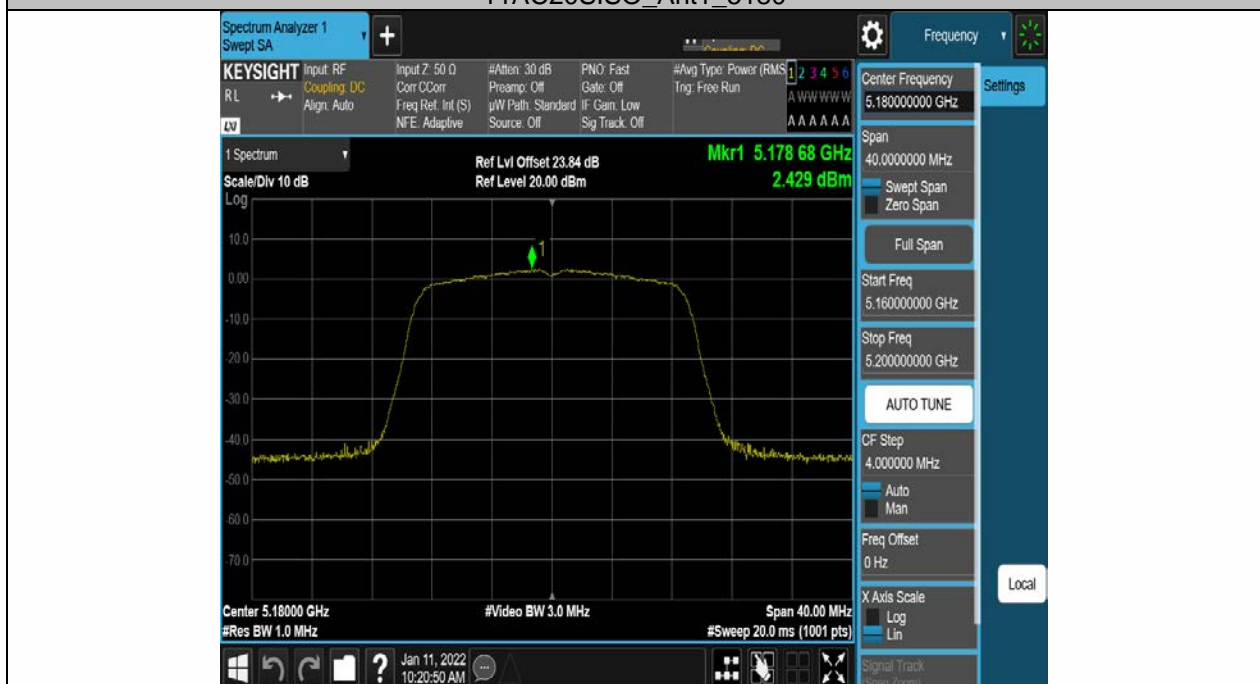 Spectrum Analyzer 1
Swept SA
+
Frequency
KEYSIGHT
RL
LXI
Input: RF
Coupling: DC
Align: Auto
Input Z: 50 Ω
Corr CCorr
Freq Ref: Int (S)
NFE: Adaptive
#Atten: 30 dB
Preamp: Off
µW Path: Standard
Source: Off
PNO: Fast
Gate: Off
IF Gain: Low
Sig Track: Off
#Avg Type: Power (RMS
Trig: Free Run
1 2 3 4 5 6
A W W W W W
A A A A A A
1 Spectrum
Scale/Div 10 dB
Log
Ref Lvl Offset 23.84 dB
Ref Level 20.00 dBm
Mkr1 5.178 68 GHz
2.429 dBm
10.0
1
0.00
-10.0
-20.0
-30.0
-40.0
-50.0
-60.0
-70.0
Center 5.18000 GHz
#Res BW 1.0 MHz
#Video BW 3.0 MHz
Span 40.00 MHz
#Sweep 20.0 ms (1001 pts)
Center Frequency
5.180000000 GHz
Span
40.0000000 MHz
Swept Span
Zero Span
Full Span
Start Freq
5.160000000 GHz
Stop Freq
5.200000000 GHz
AUTO TUNE
CF Step
4.000000 MHz
Auto
Man
Freq Offset
0 Hz
X Axis Scale
Log
Lin
Signal Track
(Span Zoom)
Settings
Local
?
Jan 11, 2022
10:20:50 AM